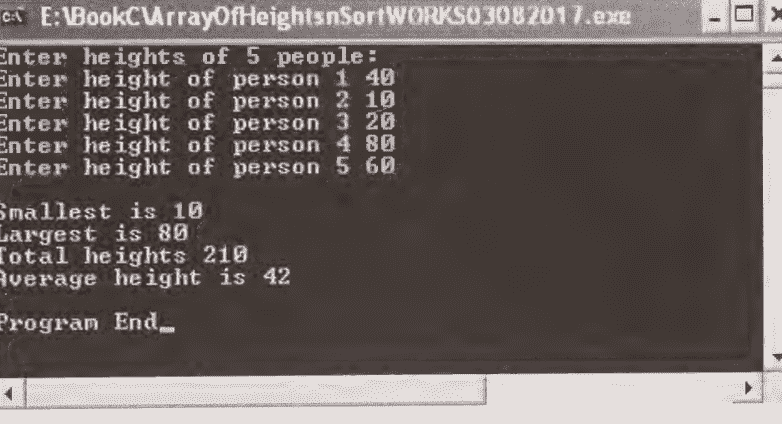 E:\BookC\ArrayOfHeightsnSortWORKS03082017.exe
Enter heights of 5 people:
Enter height of person 1 40
Enter height of person 2 10
Enter height of person 3 20
Enter height of person 4 80
Enter height of person 5 60
Smallest is 10
Largest is 80
Total heights 210
Average height is 42
Program End_